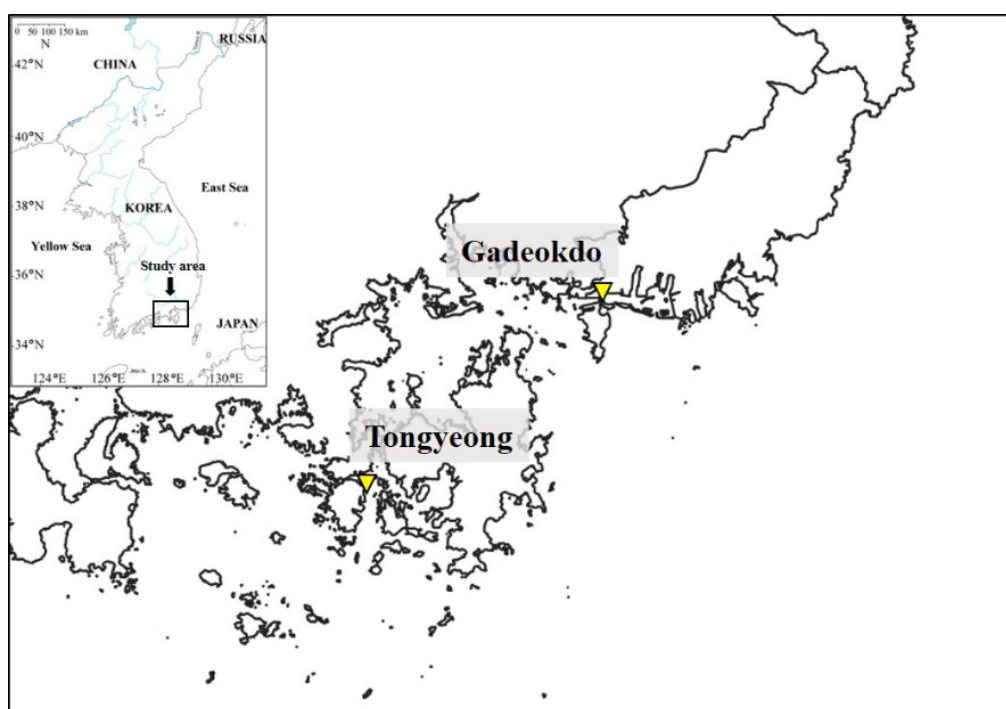 0 50 100 150 km
N
RUSSIA
CHINA
42°N
40°N
East Sea
38°N
KOREA
Yellow Sea
36°N
Study area
JAPAN
34°N
124°E
126°E
128°E
130°E
Gadeokdo
Tongyeong